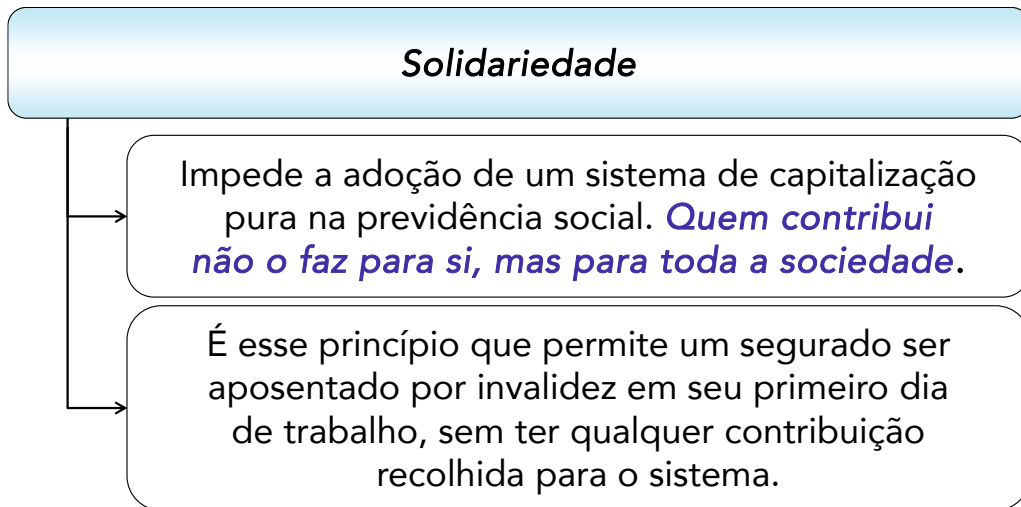 Solidariedade
Impede a adoção de um sistema de capitalização
pura na previdência social. Quem contribui
não o faz para si, mas para toda a sociedade.
É esse princípio que permite um segurado ser
aposentado por invalidez em seu primeiro dia
de trabalho, sem ter qualquer contribuição
recolhida para o sistema.